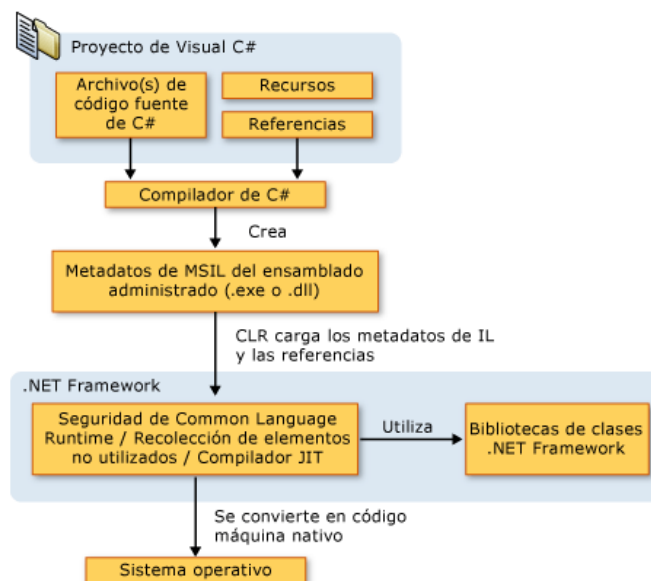 Proyecto de Visual C#
Archivo(s) de
código fuente
de C#
Recursos
Referencias
Compilador de C#
Crea
Metadatos de MSIL del ensamblado
administrado (.exe o .dll)
CLR carga los metadatos de IL
y las referencias
.NET Framework
Seguridad de Common Language
Runtime / Recolección de elementos
no utilizados / Compilador JIT
Utiliza
Bibliotecas de clases
.NET Framework
Se convierte en código
máquina nativo
Sistema operativo